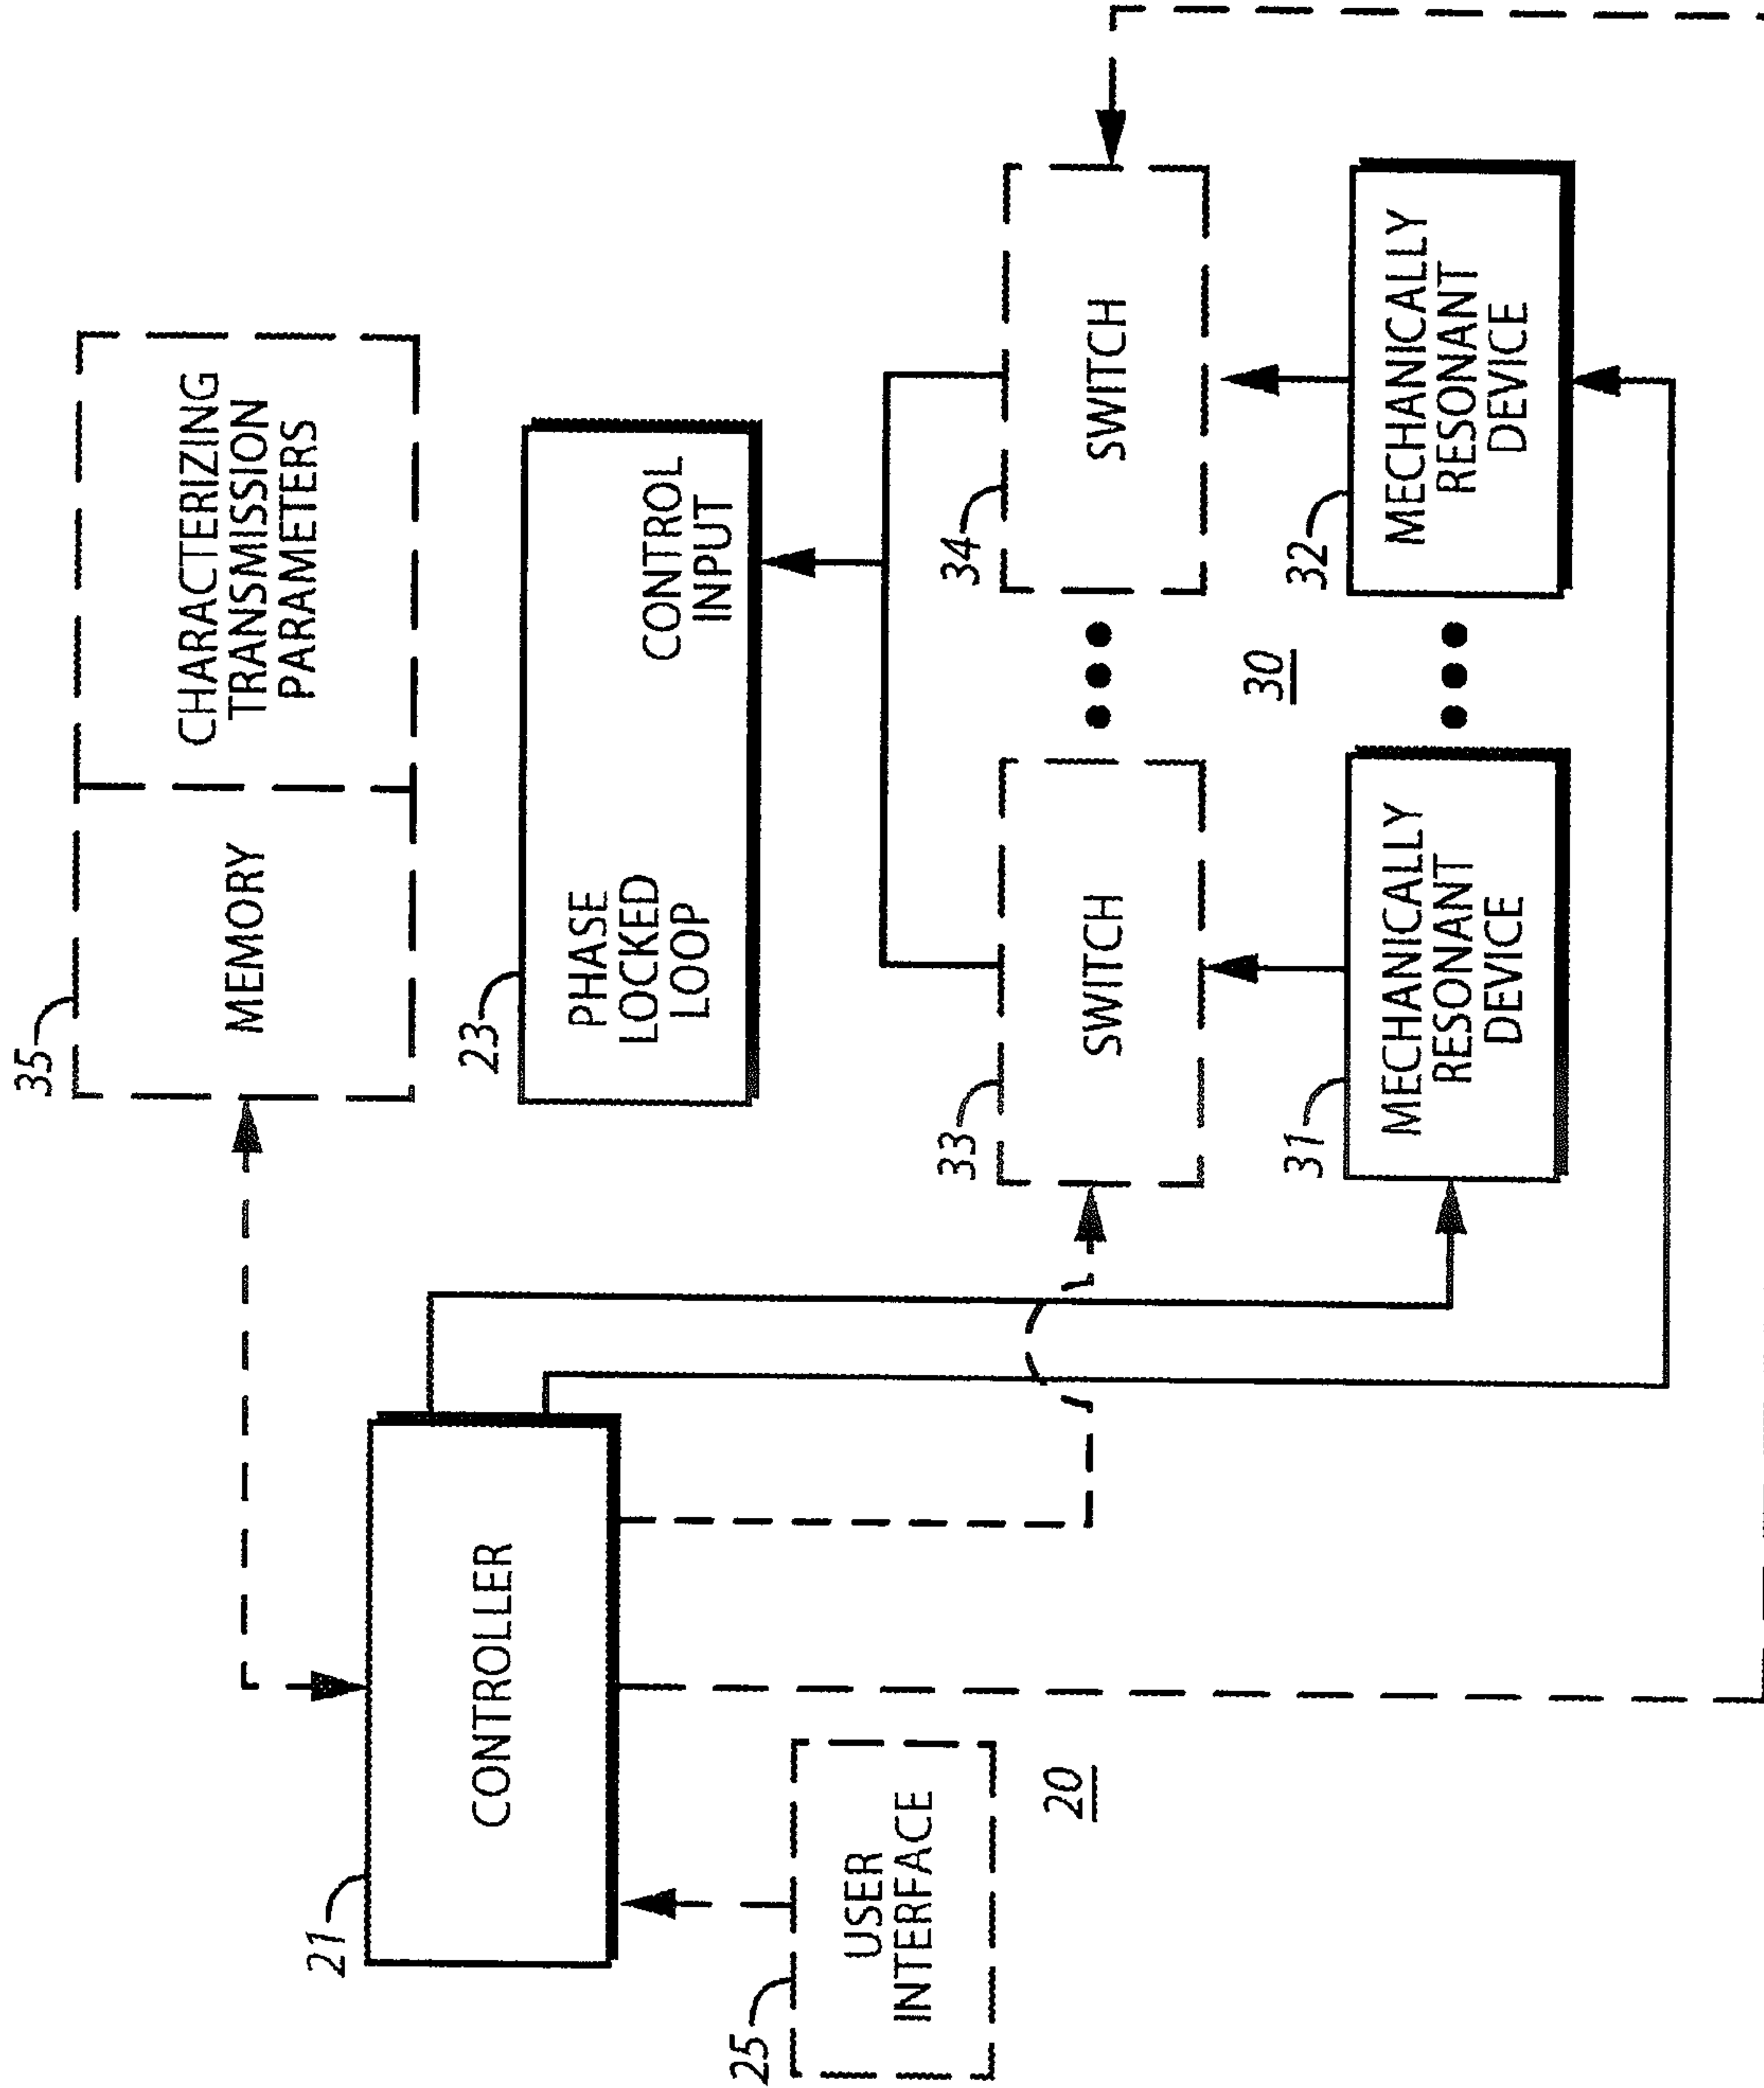 35
MEMORY
CHARACTERIZING
TRANSMISSION
PARAMETERS
21
CONTROLLER
23
PHASE
LOCKED
LOOP
CONTROL
INPUT
25
USER
INTERFACE
20
33
SWITCH
34
SWITCH
30
31
MECHANICALLY
RESONANT
DEVICE
32
MECHANICALLY
RESONANT
DEVICE